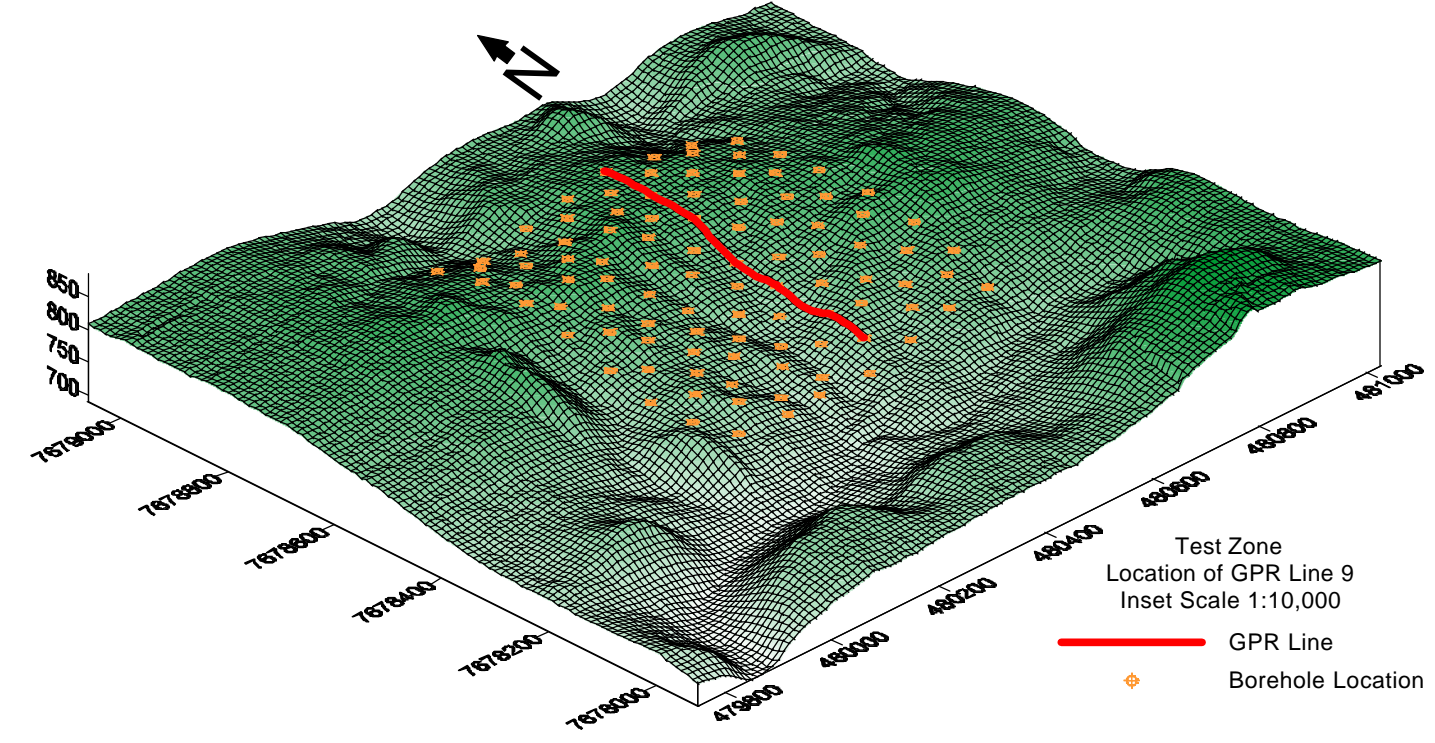 N
850
800
750
700
7679000
7678800
7678600
7678400
7678200
7678000
479800
480000
480200
480400
480600
480800
481000
Test Zone
Location of GPR Line 9
Inset Scale 1:10,000
GPR Line
Borehole Location